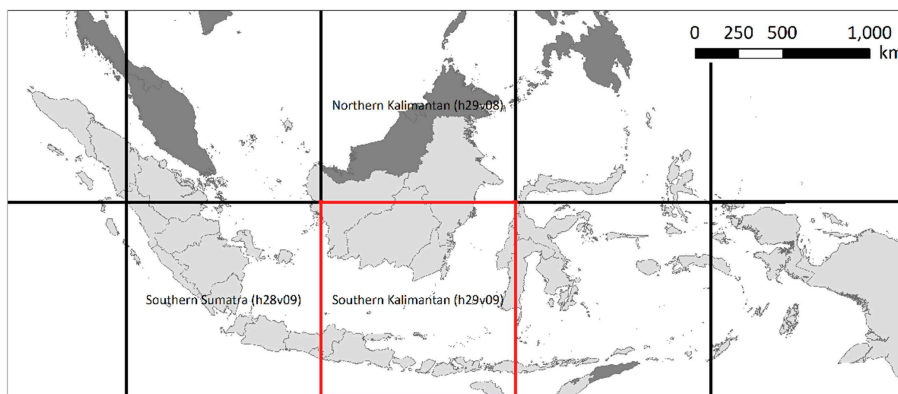 0 250 500 1,000
km
Northern Kalimantan (h29v08)
Southern Sumatra (h28v09)
Southern Kalimantan (h29v09)